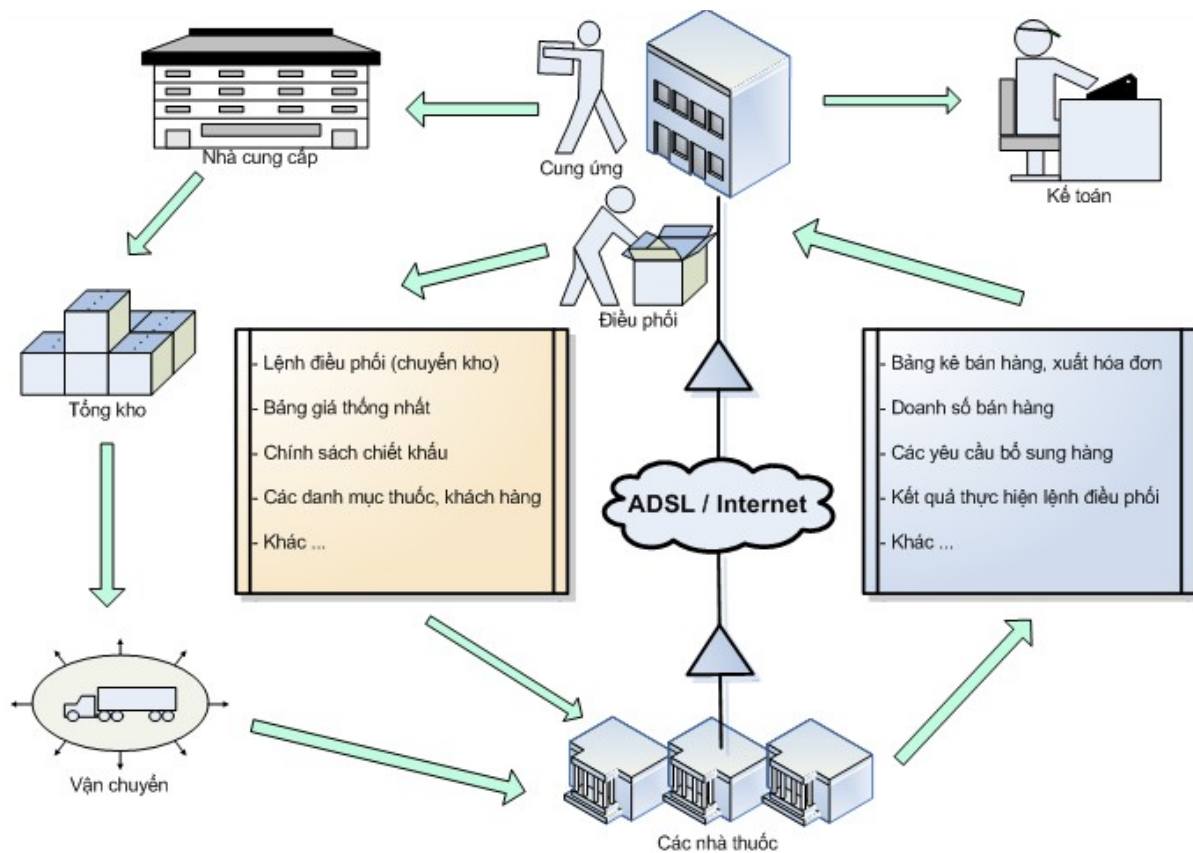 Nhà cung cấp
Cung ứng
Kế toán
Điều phối
Tổng kho
- Lệnh điều phối (chuyển kho)
- Bảng giá thống nhất
- Chính sách chiết khấu
- Các danh mục thuốc, khách hàng
- Khác ...
ADSL / Internet
- Bảng kê bán hàng, xuất hóa đơn
- Doanh số bán hàng
- Các yêu cầu bổ sung hàng
- Kết quả thực hiện lệnh điều phối
- Khác ...
Vận chuyển
Các nhà thuốc